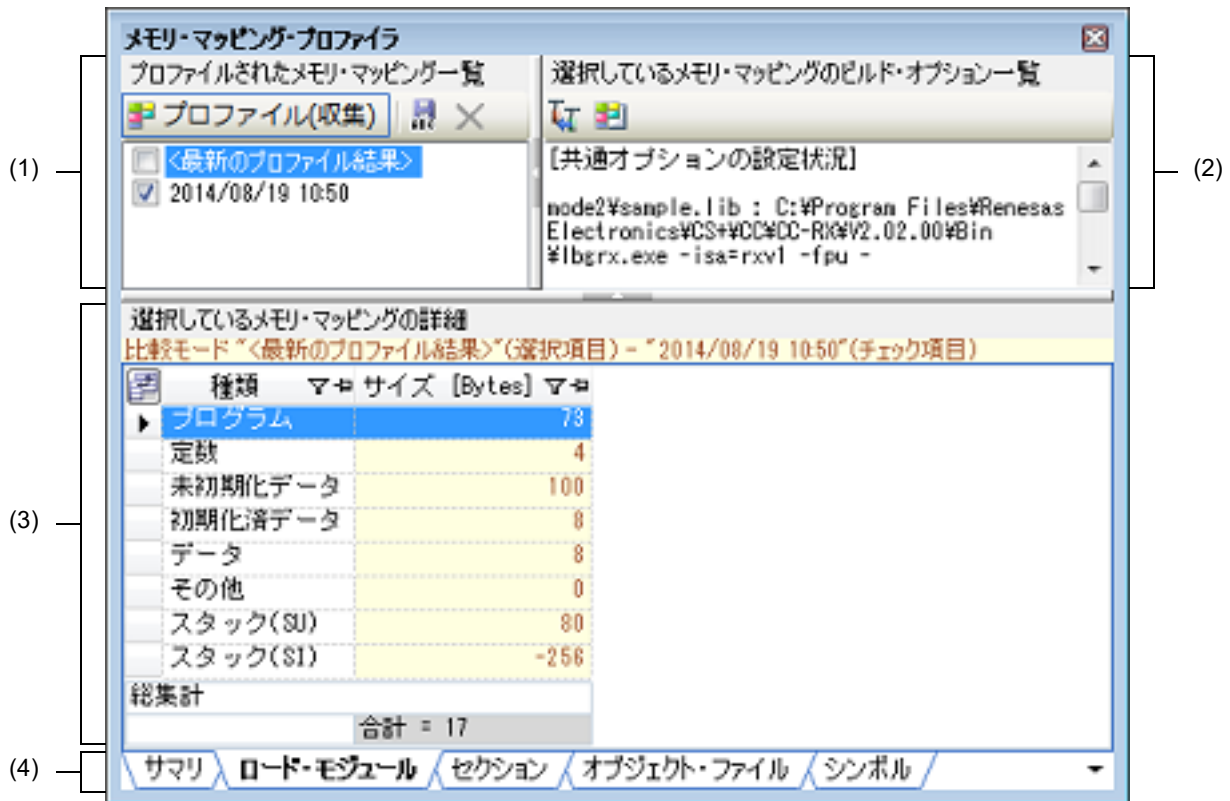 メモリ・マッピング・プロファイラ
(1)
プロファイルされたメモリ・マッピング一覧
プロファイル(収集)
<最新のプロファイル結果>
2014/08/19 10:50
(2)
選択しているメモリ・マッピングのビルド・オプション一覧
[共通オプションの設定状況]
mode2¥sample.lib : C:¥Program Files¥Renesas
Electronics¥CS+¥CC¥CC-RX¥V2.02.00¥Bin
¥lbgrx.exe -isa=rxv1 -fpu -
(3)
選択しているメモリ・マッピングの詳細
比較モード "<最新のプロファイル結果>"(選択項目) - "2014/08/19 10:50"(チェック項目)
種類 サイズ [Bytes]
プログラム 73
定数 4
未初期化データ 100
初期化済データ 8
データ 8
その他 0
スタック(SU) 80
スタック(SI) -256
総集計
合計 = 17
(4)
サマリ ロード・モジュール セクション オブジェクト・ファイル シンボル